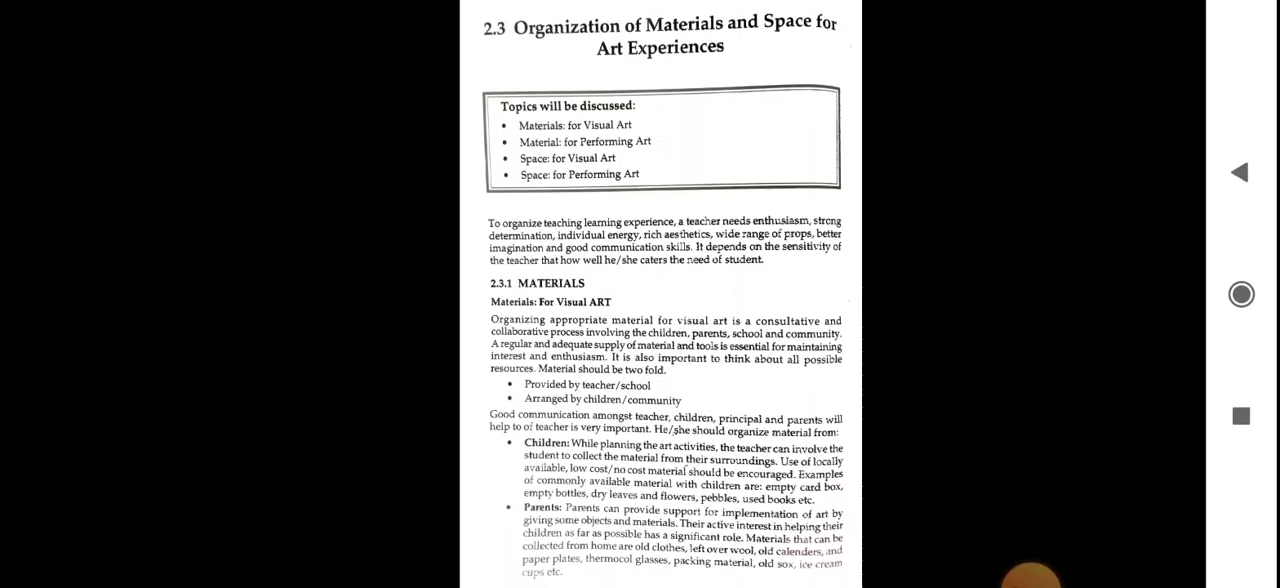 2.3 Organization of Materials and Space for
Art Experiences
Topics will be discussed:
• Materials: for Visual Art
• Material: for Performing Art
• Space: for Visual Art
• Space: for Performing Art
To organize teaching learning experience, a teacher needs enthusiasm, strong
determination, individual energy, rich aesthetics, wide range of props, better
imagination and good communication skills. It depends on the sensitivity of
the teacher that how well he/she caters the need of student.
2.3.1 MATERIALS
Materials: For Visual ART
Organizing appropriate material for visual art is a consultative and
collaborative process involving the children, parents, school and community.
A regular and adequate supply of material and tools is essential for maintaining
interest and enthusiasm. It is also important to think about all possible
resources. Material should be two fold.
• Provided by teacher/school
• Arranged by children/community
Good communication amongst teacher, children, principal and parents will
help to of teacher is very important. He/she should organize material from:
• Children: While planning the art activities, the teacher can involve the
student to collect the material from their surroundings. Use of locally
available, low cost/no cost material should be encouraged. Examples
of commonly available material with children are: empty card box,
empty bottles, dry leaves and flowers, pebbles, used books etc.
• Parents: Parents can provide support for implementation of art by
giving some objects and materials. Their active interest in helping their
children as far as possible has a significant role. Materials that can be
collected from home are old clothes, left over wool, old calenders, and
paper plates, thermocol glasses, packing material, old sox, ice cream
cups etc.